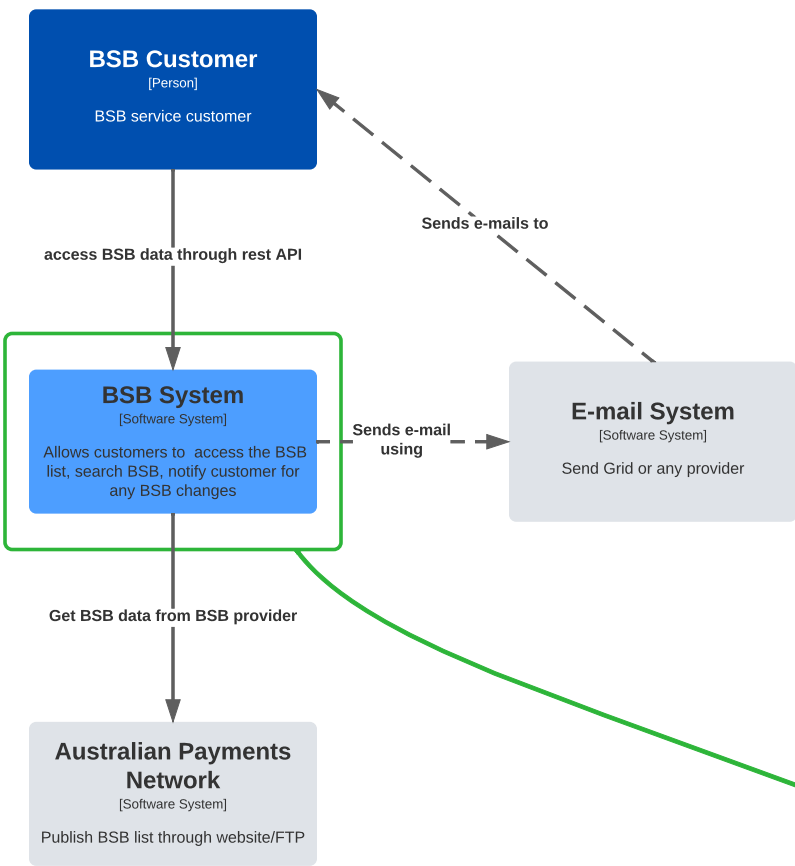 BSB Customer
[Person]
BSB service customer
Sends e-mails to
access BSB data through rest API
BSB System
[Software System]
Allows customers to  access the BSB
list, search BSB, notify customer for
any BSB changes
Sends e-mail
using
E-mail System
[Software System]
Send Grid or any provider
Get BSB data from BSB provider
Australian Payments
Network
[Software System]
Publish BSB list through website/FTP